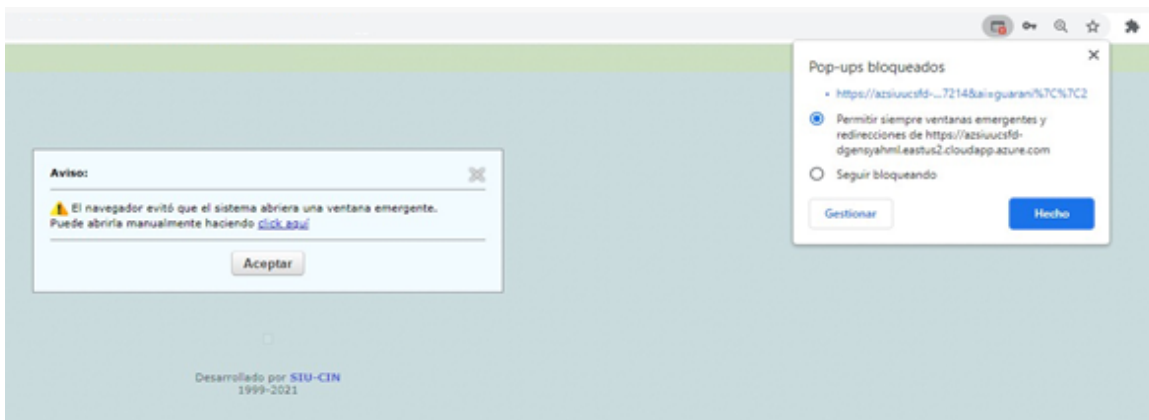 Pop-ups bloqueados
https://azsiuucsfd-...7214&ai=guarani%7C%7C2
Permitir siempre ventanas emergentes y
redirecciones de https://azsiuucsfd-
dgensyahml.eastus2.cloudapp.azure.com
Seguir bloqueando
Gestionar
Hecho
Aviso:
El navegador evitó que el sistema abriera una ventana emergente.
Puede abrirla manualmente haciendo click aquí
Aceptar
Desarrollado por SIU-CIN
1999-2021